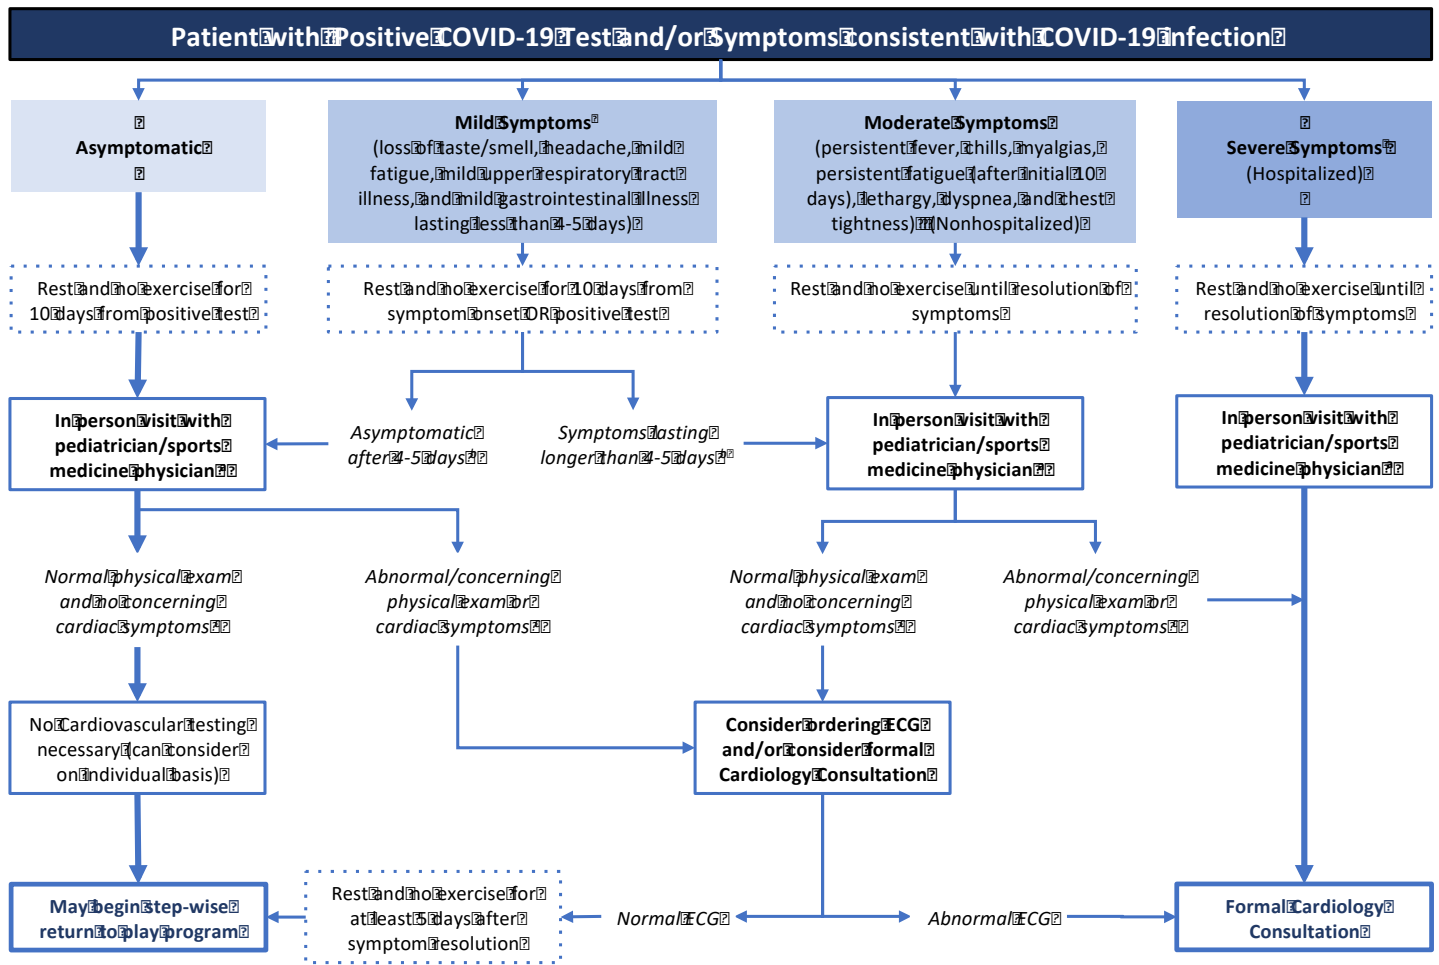 Patient with Positive COVID-19 Test and/or Symptoms consistent with COVID-19 Infection
Asymptomatic
Mild Symptoms
(loss of taste/smell, headache, mild
fatigue, mild upper respiratory tract
illness, and mild gastrointestinal illness
lasting less than 4-5 days)
Moderate Symptoms
(persistent fever, chills, myalgias,
persistent fatigue (after initial 10
days), lethargy, dyspnea, and chest
tightness) (Nonhospitalized)
Severe Symptoms b
(Hospitalized)
Rest and no exercise for
10 days from positive test
Rest and no exercise for 10 days from
symptom onset OR positive test
Rest and no exercise until resolution of
symptoms
Rest and no exercise until
resolution of symptoms
In person visit with
pediatrician/sports
medicine physician
Asymptomatic
after 4-5 days b
Symptoms lasting
longer than 4-5 days b
In person visit with
pediatrician/sports
medicine physician
In person visit with
pediatrician/sports
medicine physician a
Normal physical exam
and no concerning
cardiac symptoms
Abnormal/concerning
physical exam or
cardiac symptoms
Normal physical exam
and no concerning
cardiac symptoms
Abnormal/concerning
physical exam or
cardiac symptoms
No Cardiovascular testing
necessary (can consider
on individual basis)
Consider ordering ECG
and/or consider formal
Cardiology Consultation
May begin step-wise
return to play program
Rest and no exercise for
at least 5 days after
symptom resolution
Normal ECG
Abnormal ECG
Formal Cardiology
Consultation